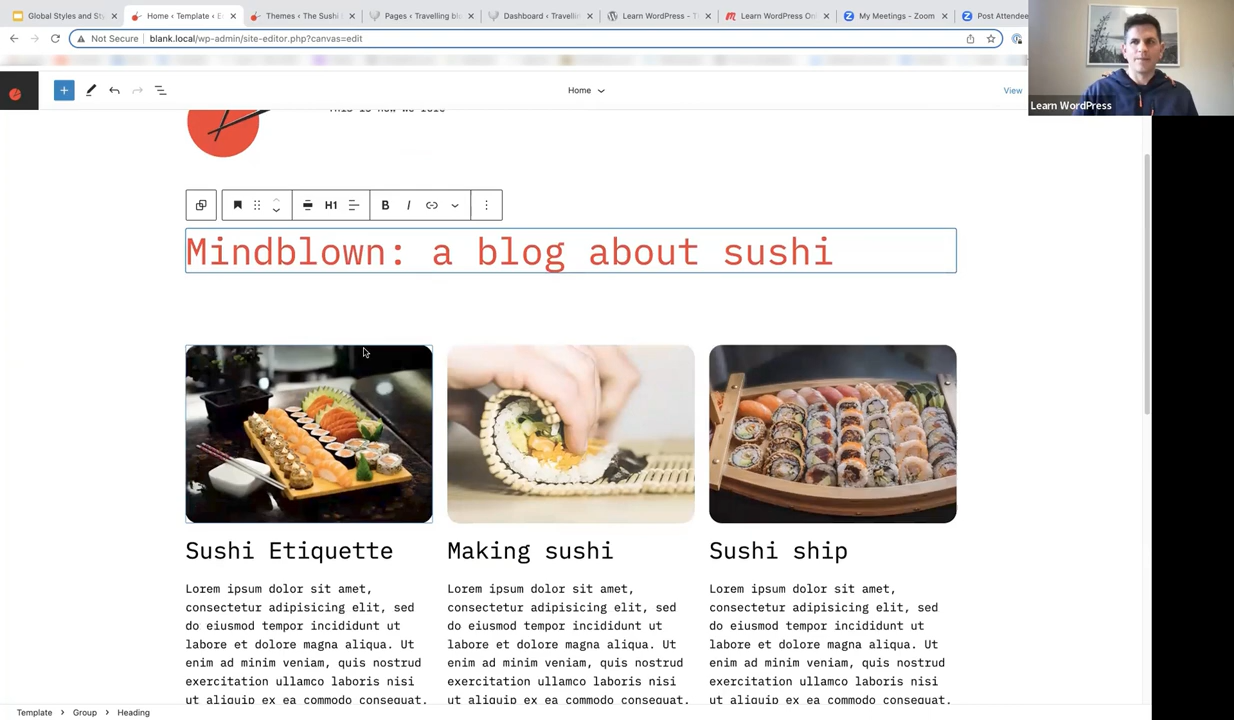 Global Styles and St
Home ‹ Template ‹ E
Themes ‹ The Sushi
Pages ‹ Travelling bl
Dashboard ‹ Travellin
Learn WordPress – T
Learn WordPress On
My Meetings - Zoom
Post Attendee
Not Secure
blank.local/wp-admin/site-editor.php?canvas=edit
Home
View
Learn WordPress
H1
B
I
Mindblown: a blog about sushi
Sushi Etiquette
Making sushi
Sushi ship
Lorem ipsum dolor sit amet,
consectetur adipisicing elit, sed
do eiusmod tempor incididunt ut
labore et dolore magna aliqua. Ut
enim ad minim veniam, quis nostrud
exercitation ullamco laboris nisi
ut aliquip ex ea commodo consequat.
Lorem ipsum dolor sit amet,
consectetur adipisicing elit, sed
do eiusmod tempor incididunt ut
labore et dolore magna aliqua. Ut
enim ad minim veniam, quis nostrud
exercitation ullamco laboris nisi
ut aliquip ex ea commodo consequat.
Lorem ipsum dolor sit amet,
consectetur adipisicing elit, sed
do eiusmod tempor incididunt ut
labore et dolore magna aliqua. Ut
enim ad minim veniam, quis nostrud
exercitation ullamco laboris nisi
ut aliquip ex ea commodo consequat.
Template > Group > Heading